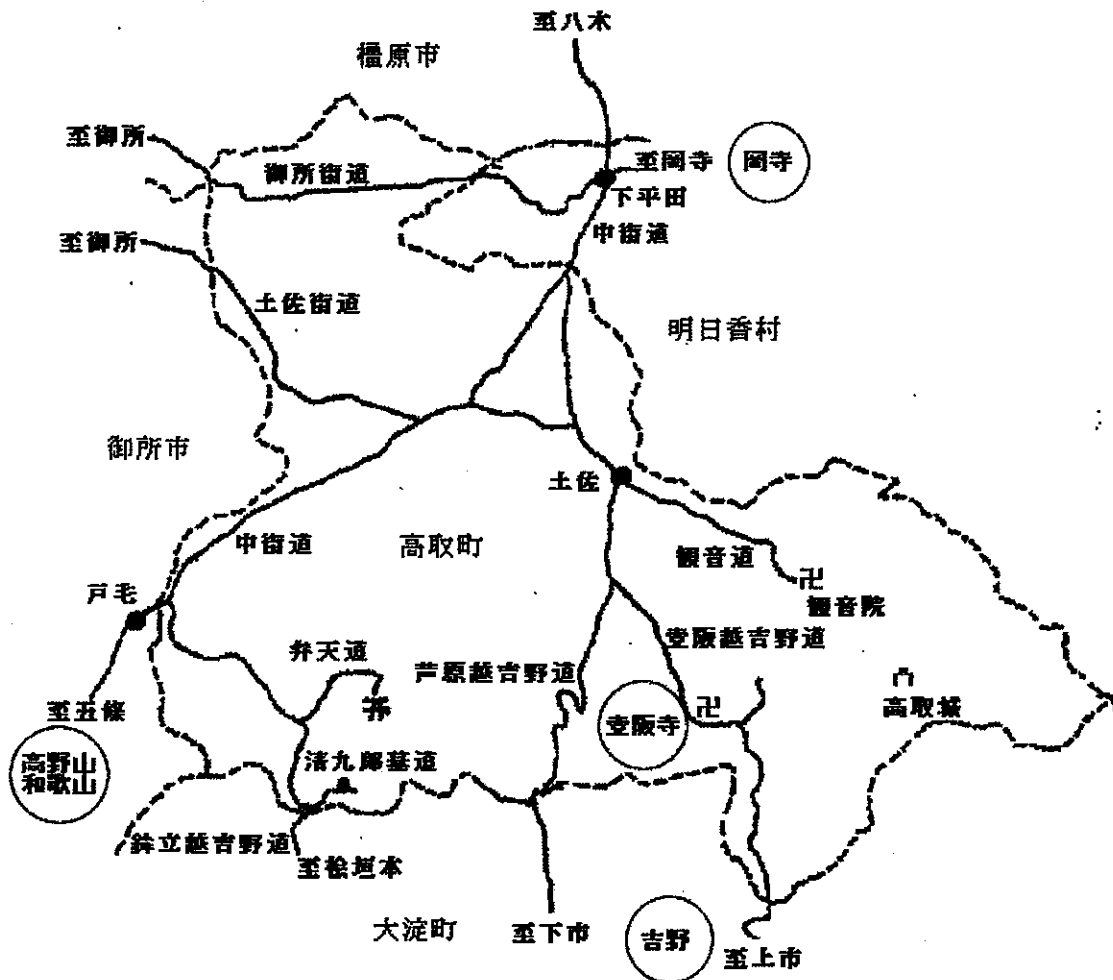 至八木
橿原市
至御所
御所街道
至岡寺
岡寺
下平田
中街道
至御所
土佐街道
明日香村
御所市
土佐
中街道
高取町
観音道
卍
観音院
戸毛
弁天道
芦原越吉野道
壺阪越吉野道
至五條
壺阪寺
卍
高取城
高野山
和歌山
清九郎墓道
鉾立越吉野道
至桧垣本
大淀町
至下市
吉野
至上市